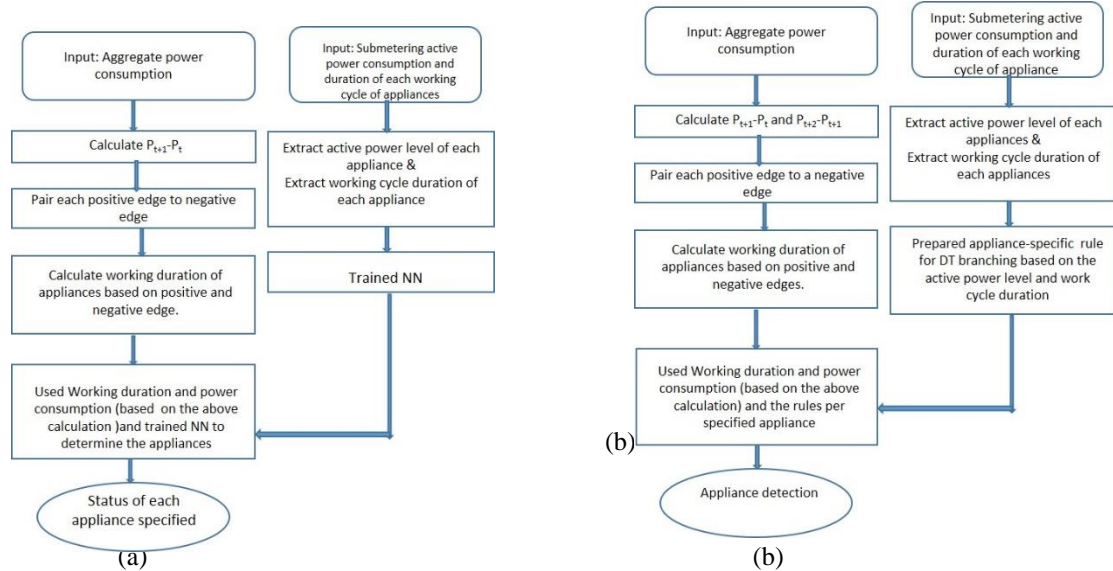 Input: Aggregate power
consumption
Calculate Pt+1-Pt
Pair each positive edge to negative
edge
Calculate working duration of
appliances based on positive and
negative edge.
Used Working duration and power
consumption (based on the above
calculation )and trained NN to
determine the appliances
Status of each
appliance specified
(a)
Input: Submetering active
power consumption and
duration of each working
cycle of appliances
Extract active power level of each
appliance &
Extract working cycle duration of
each appliance
Trained NN
(b)
Input: Aggregate power
consumption
Calculate Pt+1-Pt and Pt+2-Pt+1
Pair each positive edge to a negative
edge
Calculate working duration of
appliances based on positive and
negative edges.
Used Working duration and power
consumption (based on the above
calculation) and the rules per
specified appliance
(b)
Appliance detection
(b)
Input: Submetering active
power consumption and
duration of each working
cycle of appliance
Extract active power level of each
appliances &
Extract working cycle duration of
each appliances
Prepared appliance-specific rule
for DT branching based on the
active power level and work
cycle duration